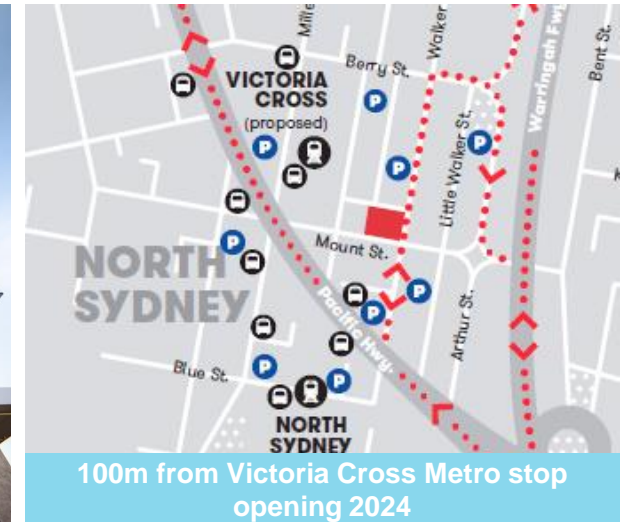 Mille
Walker
Warringah Fwy
Bent St.
Berry St.
VICTORIA
CROSS
(proposed)
P
P
P
P
Little Walker St.
Mount St.
NORTH
SYDNEY
P
P
P
Pacific Hwy.
Arthur St.
Blue St.
P
P
NORTH
SYDNEY
100m from Victoria Cross Metro stop
opening 2024